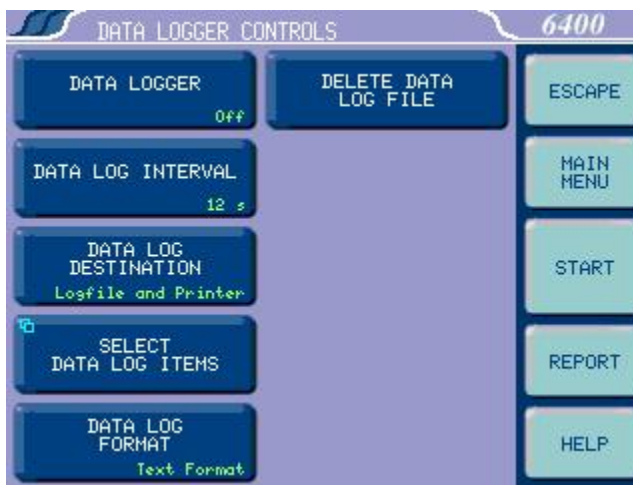 DATA LOGGER CONTROLS
6400
DATA LOGGER
Off
DELETE DATA
LOG FILE
ESCAPE
DATA LOG INTERVAL
12 s
MAIN
MENU
DATA LOG
DESTINATION
Logfile and Printer
START
SELECT
DATA LOG ITEMS
REPORT
DATA LOG
FORMAT
Text Format
HELP